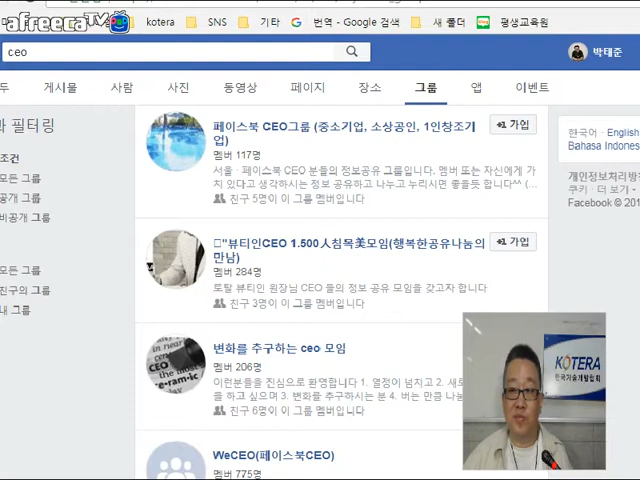 afreecaTV
kotera
SNS
기타
번역 - Google 검색
새 폴더
평생교육원
ceo
박태준
게시물
사람
사진
동영상
페이지
장소
그룹
앱
이벤트
과 필터링
조건
모든 그룹
공개 그룹
비공개 그룹
모든 그룹
친구의 그룹
내 그룹
페이스북 CEO그룹 (중소기업, 소상공인, 1인창조기
업)
멤버 117명
서울 · 페이스북 CEO 분들의 정보공유 그룹입니다. 멤버 또는 자신에게 가
치 있다고 생각하시는 정보 공유하고 나누고 누리시면 좋을듯 합니다^^ (...
친구 5명이 이 그룹 멤버입니다
+1 가입
"뷰티인CEO 1.500人침목美모임(행복한공유나눔의
만남)
멤버 284명
토탈 뷰티인 원장님 CEO 들의 정보 공유 모임을 갖고자 합니다
친구 3명이 이 그룹 멤버입니다
+1 가입
변화를 추구하는 ceo 모임
멤버 206명
이런분들을 진심으로 환영합니다 1. 열정이 넘치고 2. 새로
을 하고 싶으며 3. 변화를 추구하시는 분 4. 버는 만큼 나눔
친구 6명이 이 그룹 멤버입니다
WeCEO(페이스북CEO)
멤버 775명
한국어 · English
Bahasa Indones
개인정보처리방
쿠키 · 더 보기
Facebook © 201
KOTERA
한국기술개발협회